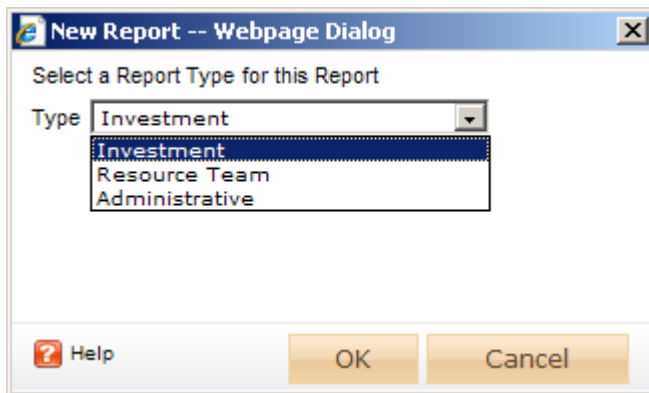 New Report -- Webpage Dialog
Select a Report Type for this Report
Type Investment
Investment
Resource Team
Administrative
Help OK Cancel